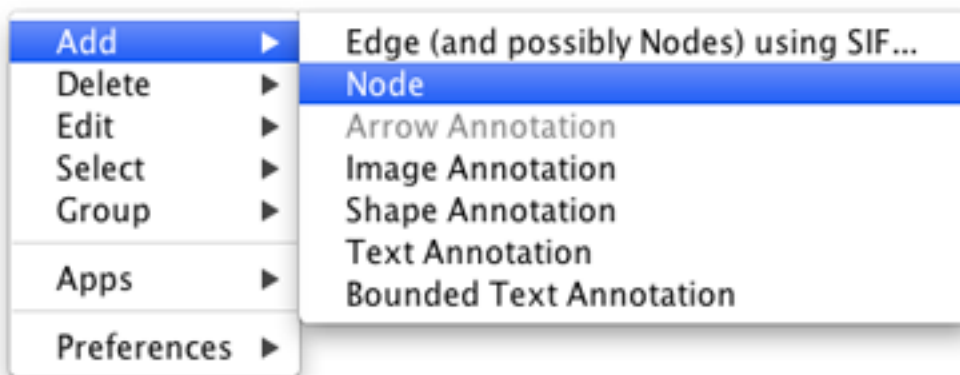 Add
Delete
Edit
Select
Group
Apps
Preferences
Edge (and possibly Nodes) using SIF...
Node
Arrow Annotation
Image Annotation
Shape Annotation
Text Annotation
Bounded Text Annotation